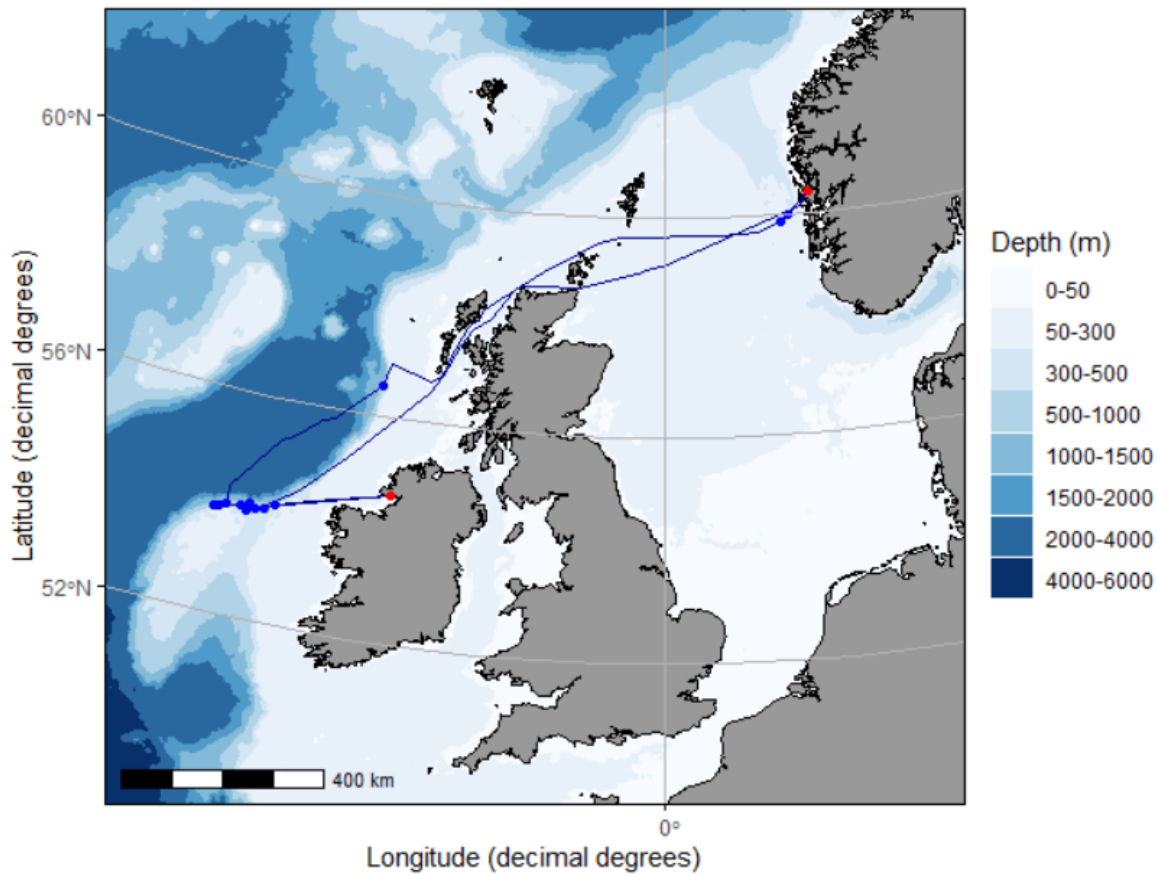 60°N
56°N
52°N
Latitude (decimal degrees)
400 km
0°
Longitude (decimal degrees)
Depth (m)
0-50
50-300
300-500
500-1000
1000-1500
1500-2000
2000-4000
4000-6000